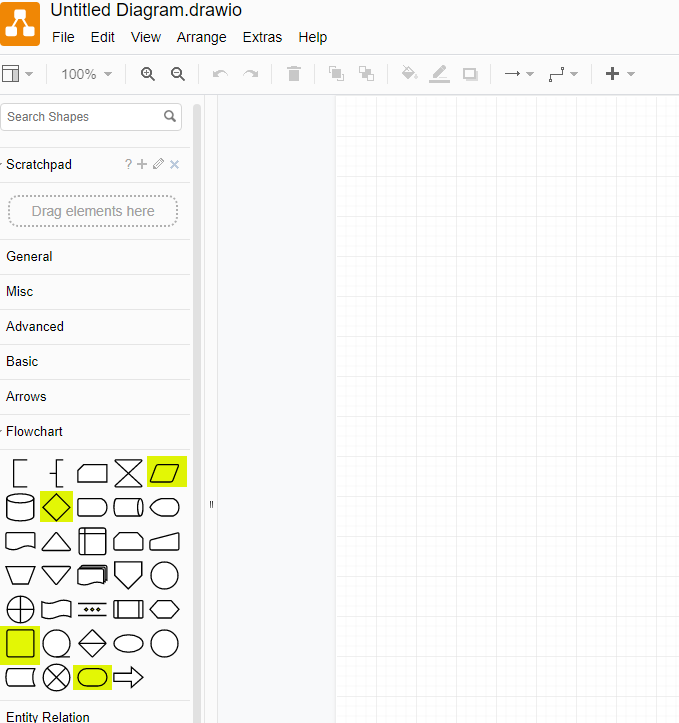 Untitled Diagram.drawio
File Edit View Arrange Extras Help
100%
Search Shapes
Scratchpad ?
Drag elements here
General
Misc
Advanced
Basic
Arrows
Flowchart
Entity Relation